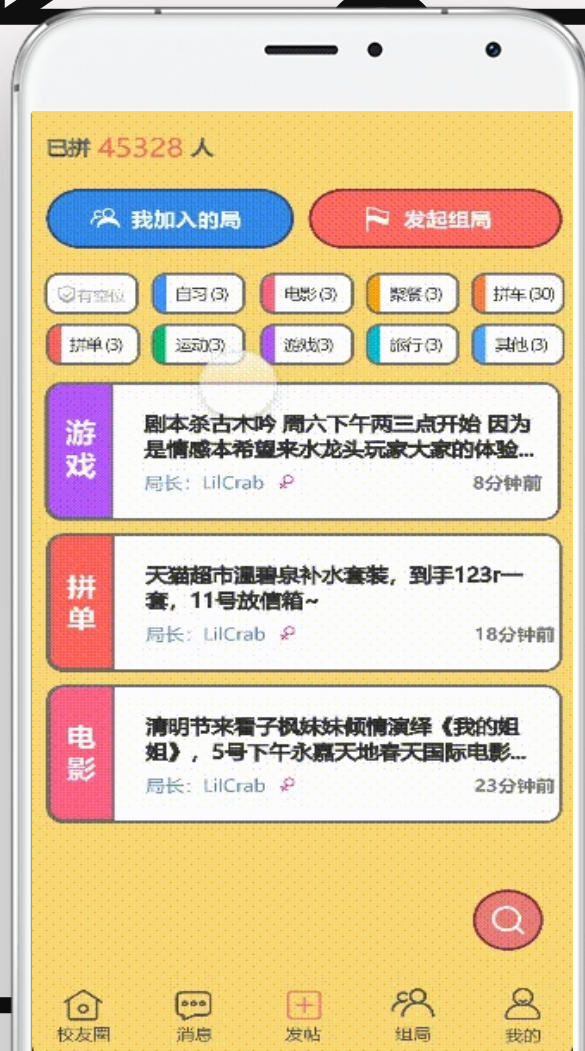 已拼 45328 人
我加入的局 发起组局
有空位 自习(3) 电影(3) 聚餐(3) 拼车(30)
拼单(3) 运动(3) 游戏(3) 旅行(3) 其他(3)
游戏
剧本杀古木吟 周六下午两三点开始 因为
是情感本希望来水龙头玩家大家的体验...
局长：LilCrab 8分钟前
拼单
天猫超市温碧泉补水套装，到手123r一
套，11号放信箱~
局长：LilCrab 18分钟前
电影
清明节来看子枫妹妹倾情演绎《我的姐
姐》，5号下午永嘉天地春天国际电影...
局长：LilCrab 23分钟前
校友圈 消息 发帖 组局 我的